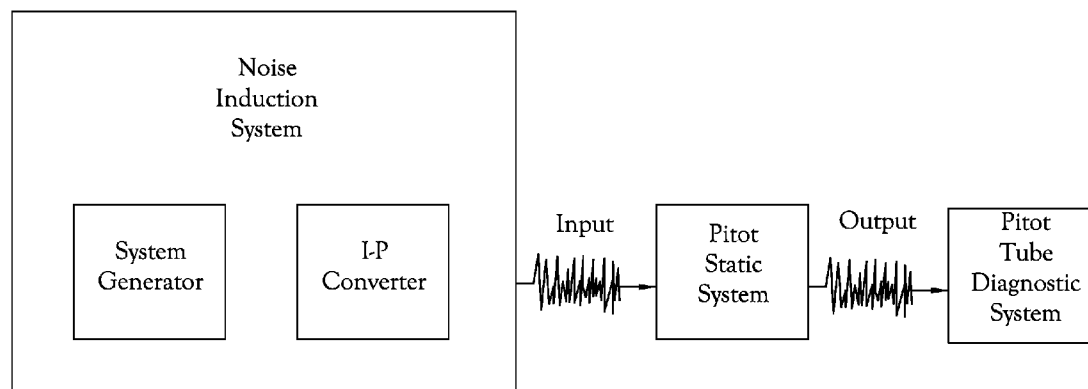 Noise
Induction
System
System
Generator
I-P
Converter
Input
Pitot
Static
System
Output
Pitot
Tube
Diagnostic
System